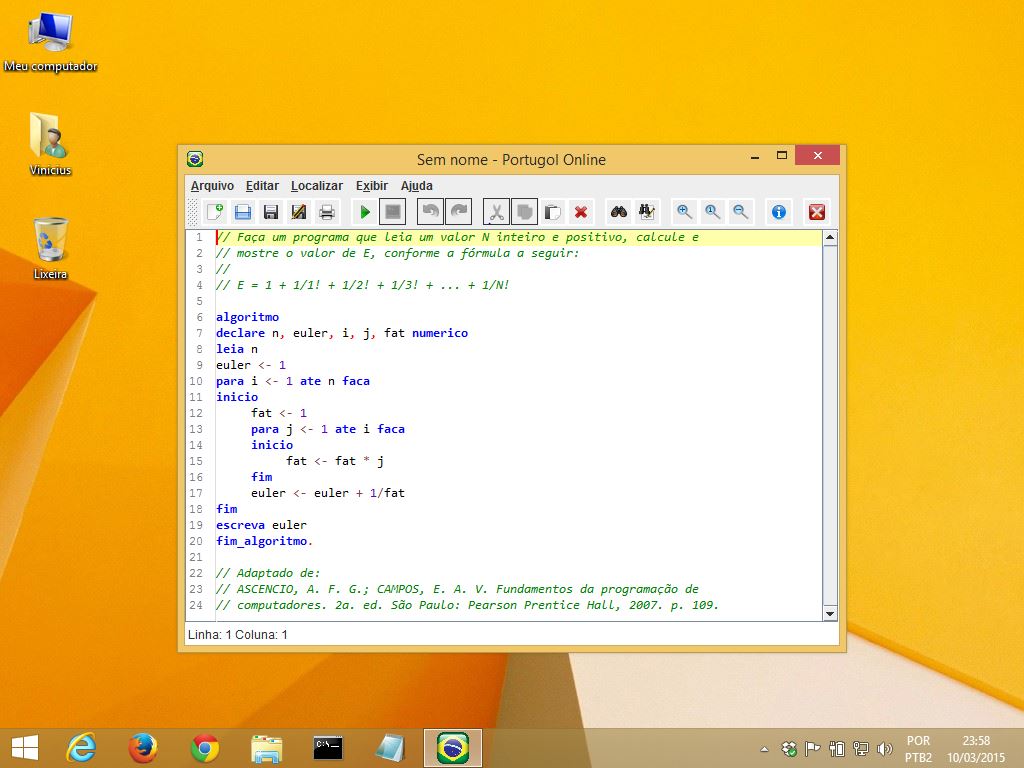 Meu computador
Vinicius
Lixeira
Sem nome - Portugol Online
Arquivo Editar Localizar Exibir Ajuda
1 // Faça um programa que leia um valor N inteiro e positivo, calcule e
2 // mostre o valor de E, conforme a fórmula a seguir:
3 //
4 // E = 1 + 1/1! + 1/2! + 1/3! + ... + 1/N!
5
6 algoritmo
7 declare n, euler, i, j, fat numerico
8 leia n
9 euler <- 1
10 para i <- 1 ate n faca
11 inicio
12 fat <- 1
13 para j <- 1 ate i faca
14 inicio
15 fat <- fat * j
16 fim
17 euler <- euler + 1/fat
18 fim
19 escreva euler
20 fim_algoritmo.
21
22 // Adaptado de:
23 // ASCENCIO, A. F. G.; CAMPOS, E. A. V. Fundamentos da programação de
24 // computadores. 2a. ed. São Paulo: Pearson Prentice Hall, 2007. p. 109.
Linha: 1 Coluna: 1
POR
PTB2
23:58
10/03/2015